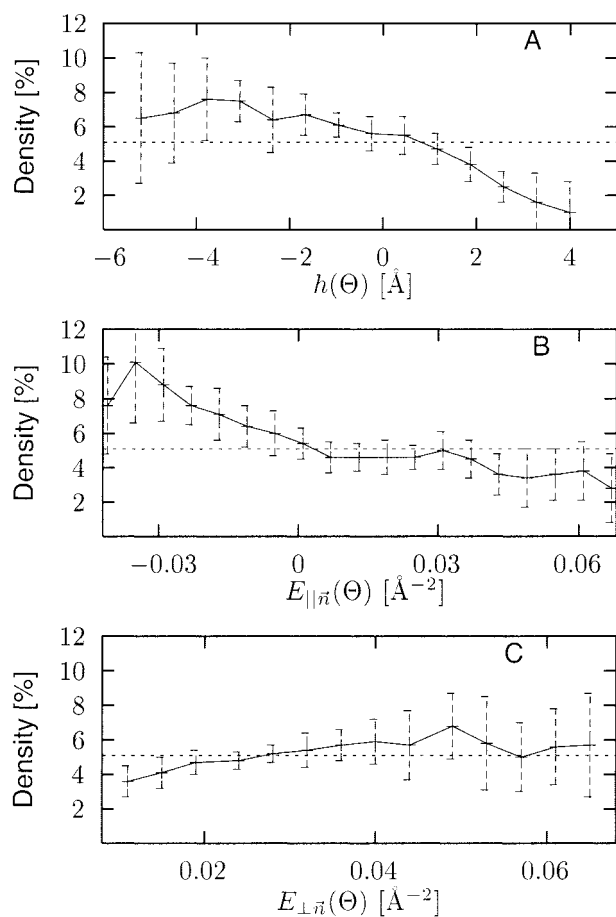 A
Density [%]
12
10
8
6
4
2
−6 −4 −2 0 2 4
h(Θ) [Å]
B
Density [%]
12
10
8
6
4
2
−0.03 0 0.03 0.06
E||n⃗(Θ) [Å−2]
C
Density [%]
12
10
8
6
4
2
0.02 0.04 0.06
E⊥n⃗(Θ) [Å−2]